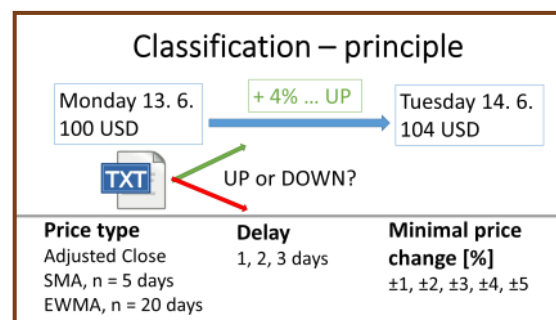 Classification – principle
Monday 13. 6.
100 USD
+ 4% ... UP
Tuesday 14. 6.
104 USD
TXT
UP or DOWN?
Price type
Adjusted Close
SMA, n = 5 days
EWMA, n = 20 days
Delay
1, 2, 3 days
Minimal price
change [%]
±1, ±2, ±3, ±4, ±5